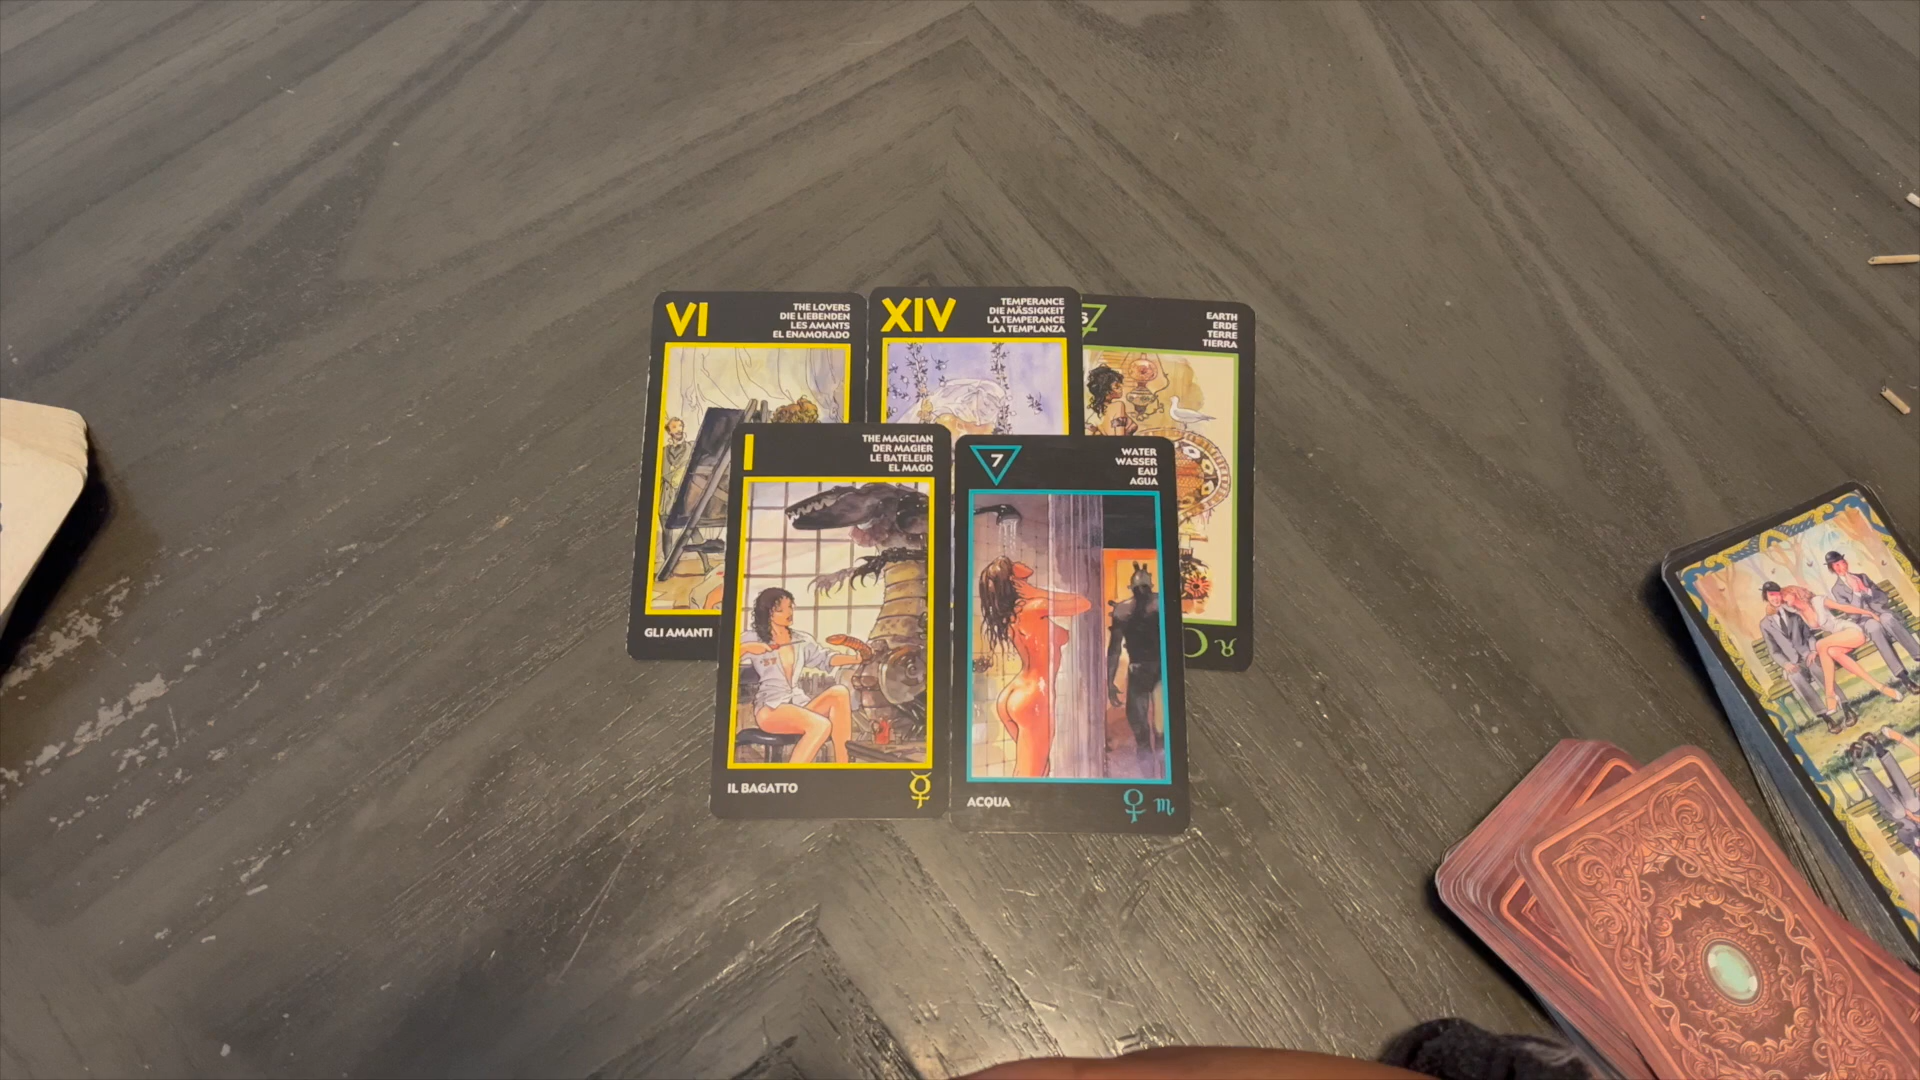 VI
THE LOVERS
DIE LIEBENDEN
LES AMANTS
EL ENAMORADO
GLI AMANTI
XIV
TEMPERANCE
DIE MÄSSIGKEIT
LA TEMPERANCE
LA TEMPLANZA
EARTH
ERDE
TERRE
TIERRA
I
THE MAGICIAN
DER MAGIER
LE BATELEUR
EL MAGO
'57
IL BAGATTO
7
WATER
WASSER
EAU
AGUA
ACQUA